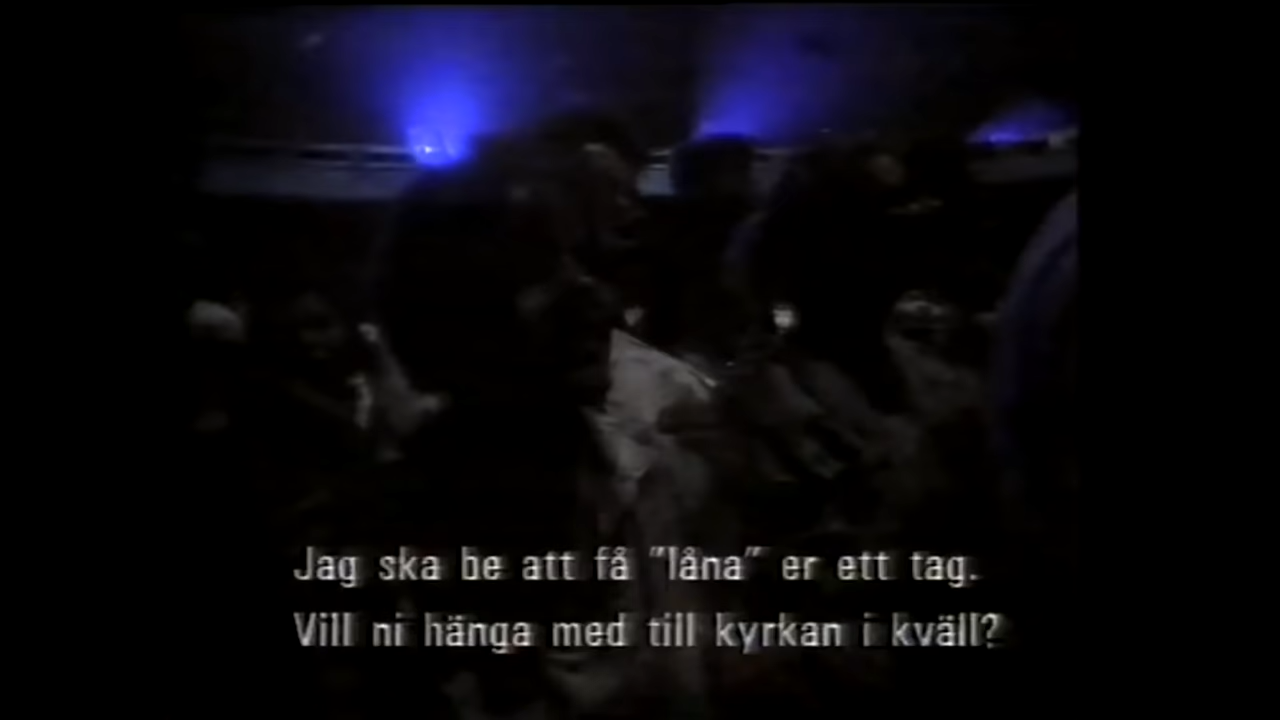 Jag ska be att få "låna" er ett tag.
Vill ni hänga med till kyrkan i kväll?